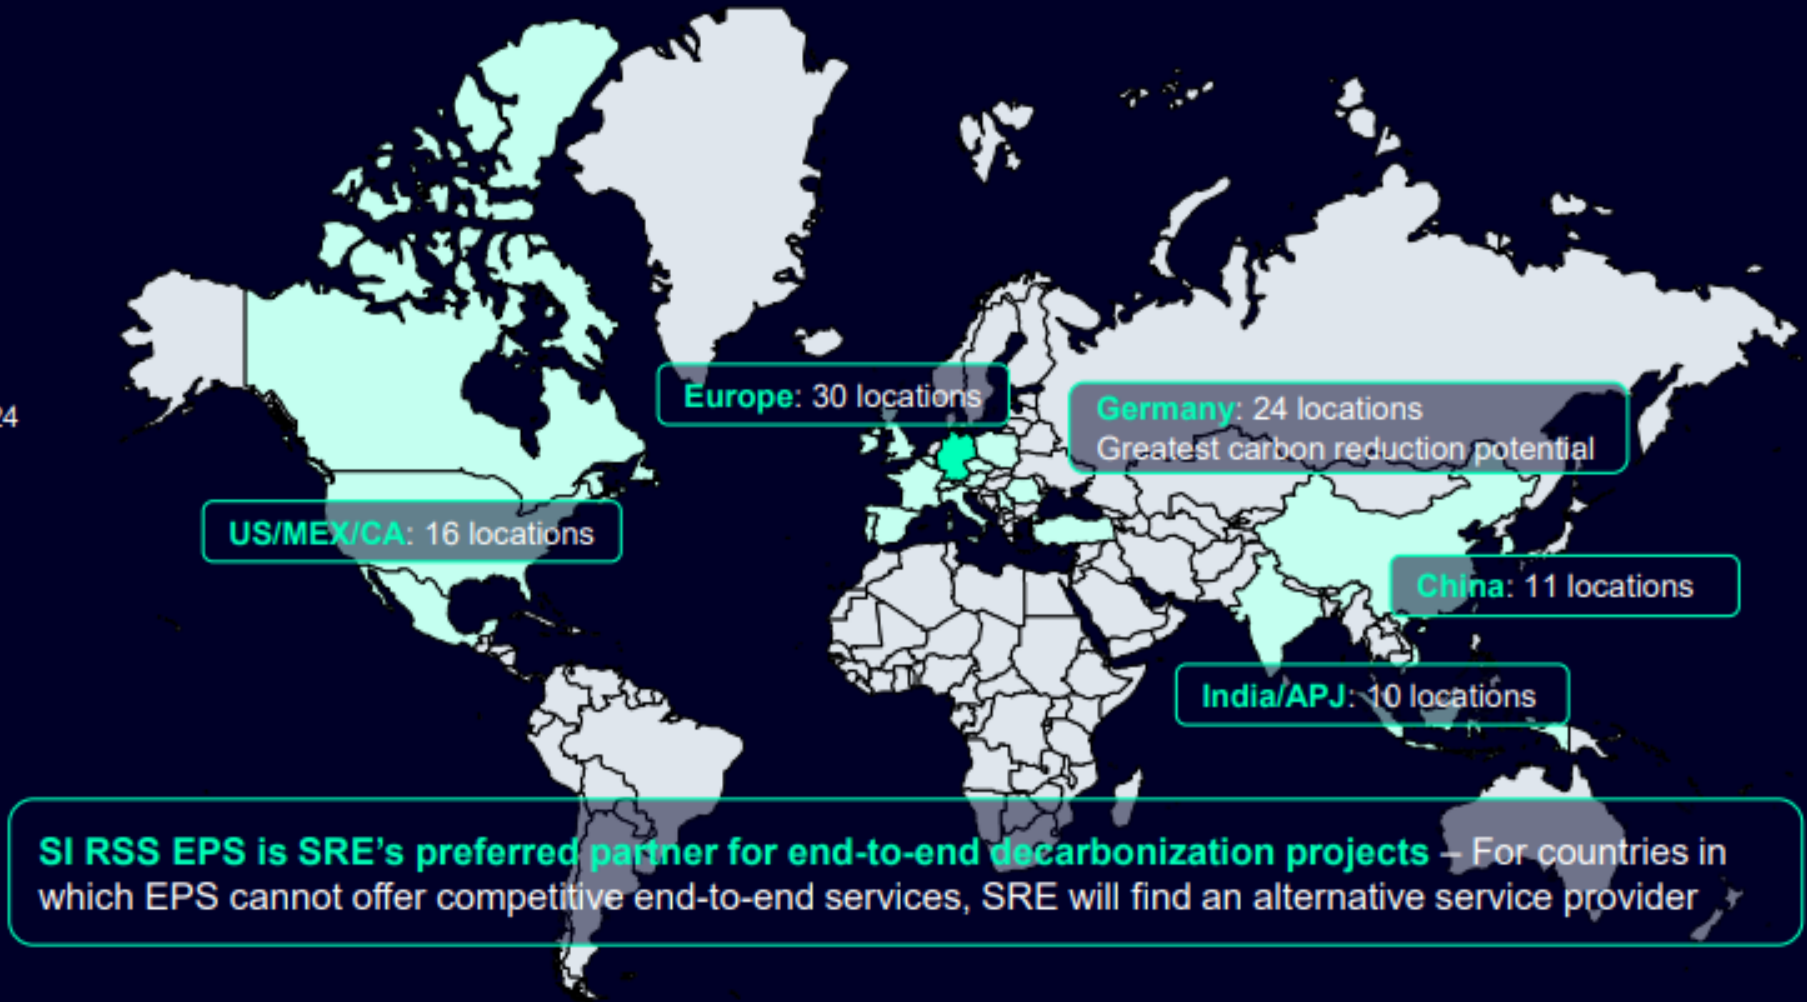 24
Europe: 30 locations
Germany: 24 locations
Greatest carbon reduction potential
US/MEX/CA: 16 locations
China: 11 locations
India/APJ: 10 locations
SI RSS EPS is SRE’s preferred partner for end-to-end decarbonization projects – For countries in
which EPS cannot offer competitive end-to-end services, SRE will find an alternative service provider